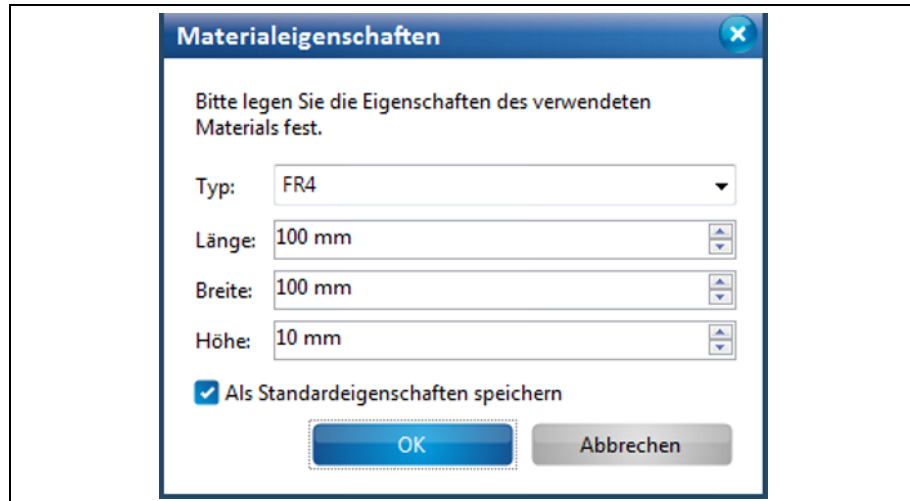 Materialeigenschaften
Bitte legen Sie die Eigenschaften des verwendeten
Materials fest.
Typ: FR4
Länge: 100 mm
Breite: 100 mm
Höhe: 10 mm
Als Standardeigenschaften speichern
OK Abbrechen